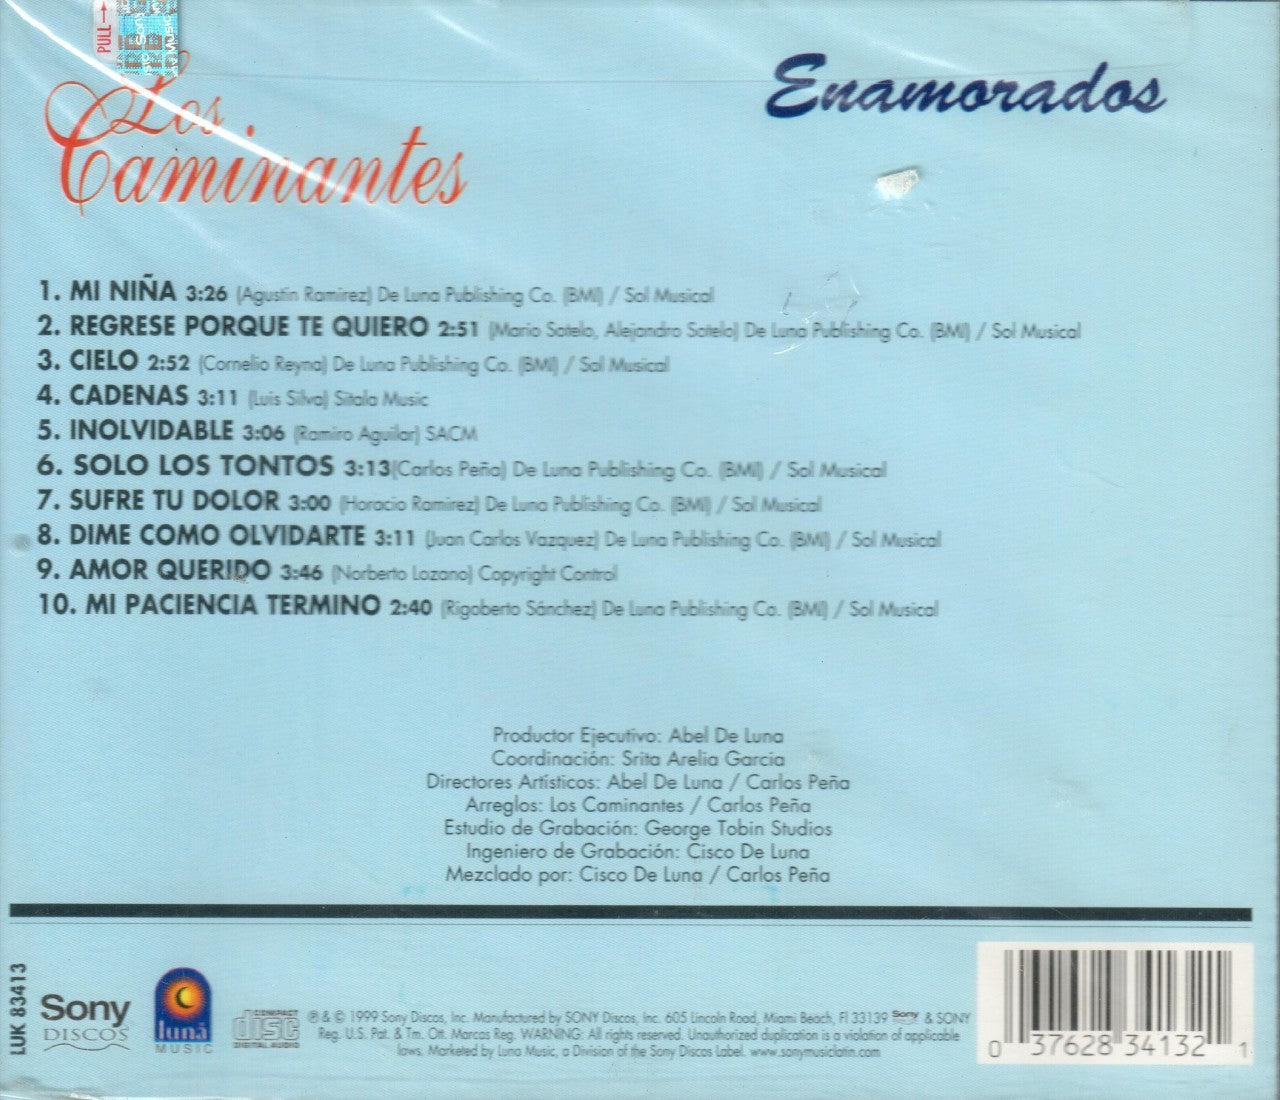 PULL→
Sony
Music
Los
Caminantes
Enamorados
1. MI NIÑA 3:26 (Agustin Ramirez) De Luna Publishing Co. (BMI) / Sol Musical
2. REGRESE PORQUE TE QUIERO 2:51 (Mario Sotelo, Alejandro Sotelo) De Luna Publishing Co. (BMI) / Sol Musical
3. CIELO 2:52 (Cornelio Reyna) De Luna Publishing Co. (BMI) / Sol Musical
4. CADENAS 3:11 (Luis Silva) Sitala Music
5. INOLVIDABLE 3:06 (Ramiro Aguilar) SACM
6. SOLO LOS TONTOS 3:13(Carlos Peña) De Luna Publishing Co. (BMI) / Sol Musical
7. SUFRE TU DOLOR 3:00 (Horacio Ramirez) De Luna Publishing Co. (BMI) / Sol Musical
8. DIME COMO OLVIDARTE 3:11 (Juan Carlos Vazquez) De Luna Publishing Co. (BMI) / Sol Musical
9. AMOR QUERIDO 3:46 (Norberto Lozano) Copyright Control
10. MI PACIENCIA TERMINO 2:40 (Rigoberto Sánchez) De Luna Publishing Co. (BMI) / Sol Musical
Productor Ejecutivo: Abel De Luna
Coordinación: Srita Arelia Garcia
Directores Artísticos: Abel De Luna / Carlos Peña
Arreglos: Los Caminantes / Carlos Peña
Estudio de Grabación: George Tobin Studios
Ingeniero de Grabación: Cisco De Luna
Mezclado por: Cisco De Luna / Carlos Peña
LUK 83413
Sony
DISCOS
luna
MUSIC
COMPACT
disc
DIGITAL AUDIO
℗ & © 1999 Sony Discos, Inc. Manufactured by SONY Discos, Inc. 605 Lincoln Road, Miami Beach, Fl 33139 Sony & SONY
Reg. U.S. Pat. & Tm. Ott. Marcas Reg. WARNING: All rights reserved. Unauthorized duplication is a violation of applicable
laws. Marketed by Luna Music, a Division of the Sony Discos Label. www.sonymusiclatin.com
0 37628 34132 1